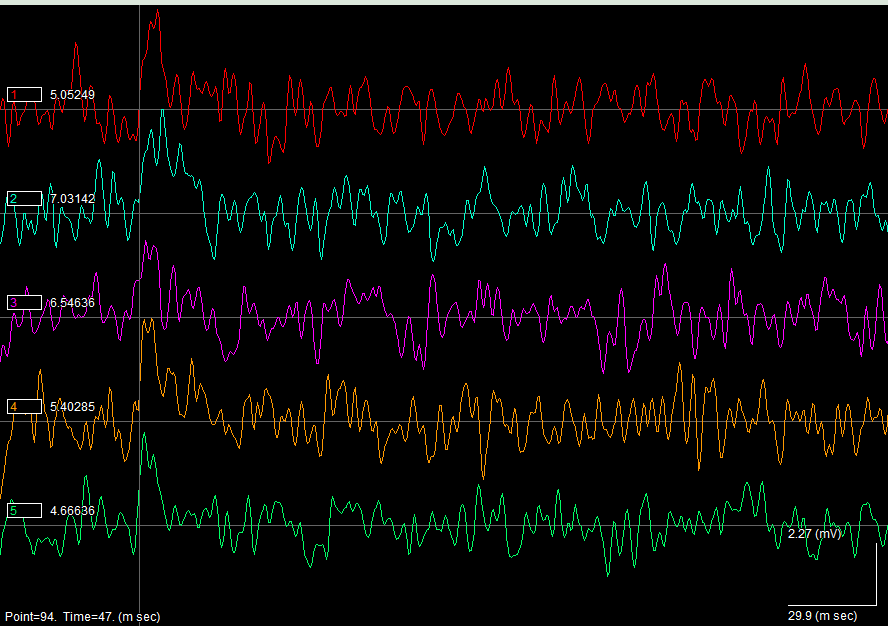 1 5.05249
2 7.03142
3 6.54636
4 5.40285
5 4.66636
2.27 (mV)
29.9 (m sec)
Point=94. Time=47. (m sec)